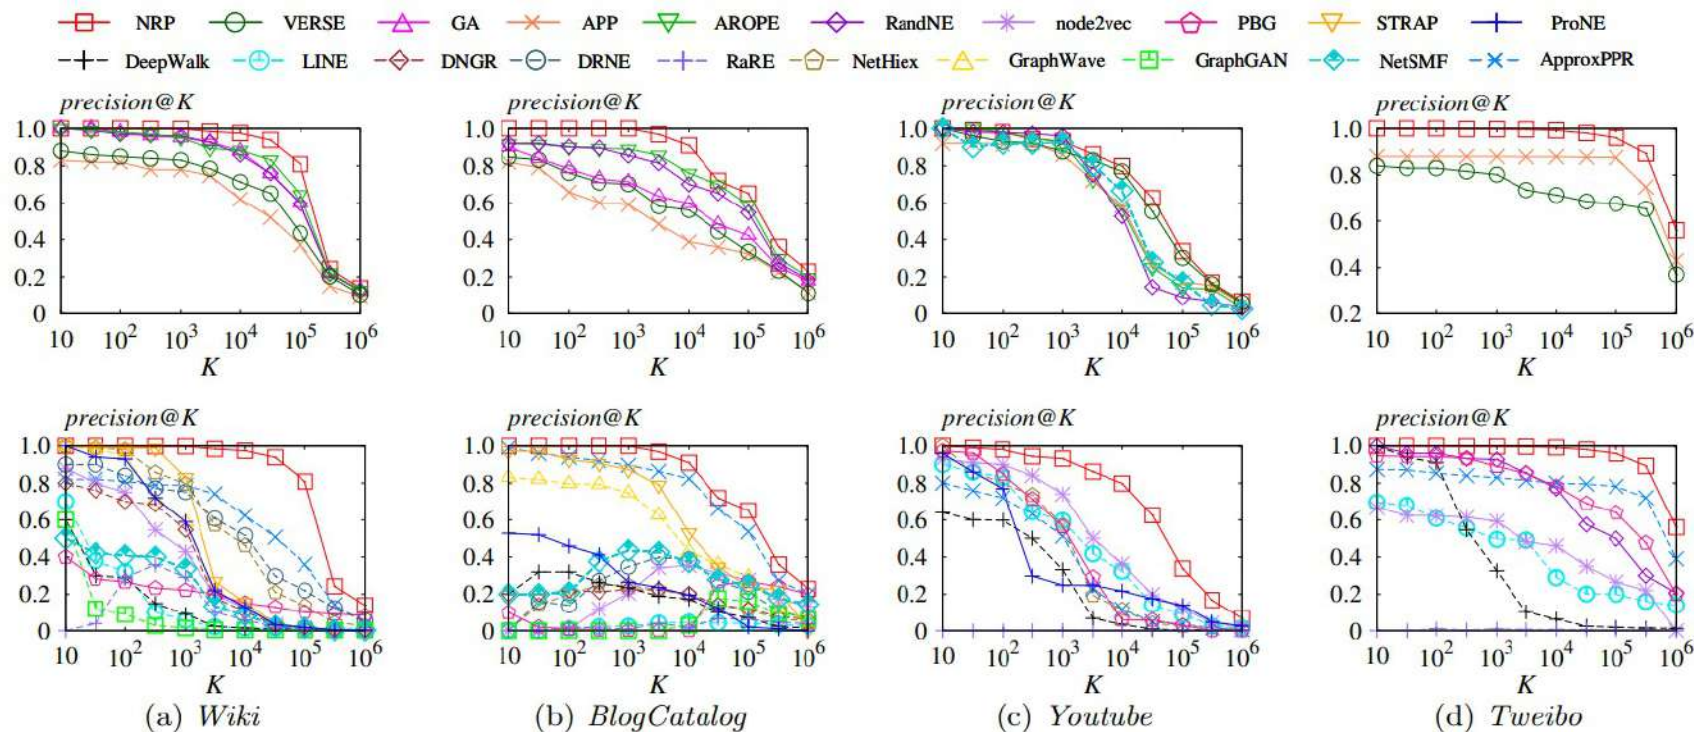 NRP VERSE GA APP AROPE RandNE node2vec PBG STRAP ProNE
DeepWalk LINE DNGR DRNE RaRE NetHiex GraphWave GraphGAN NetSMF ApproxPPR
precision@K precision@K precision@K precision@K
1.0 1.0 1.0 1.0
0.8 0.8 0.8 0.8
0.6 0.6 0.6 0.6
0.4 0.4 0.4 0.4
0.2 0.2 0.2
0 0 0 0.2
10 10² 10³ 10⁴ 10⁵ 10⁶ 10 10² 10³ 10⁴ 10⁵ 10⁶ 10 10² 10³ 10⁴ 10⁵ 10⁶ 10 10² 10³ 10⁴ 10⁵ 10⁶
K K K K
precision@K precision@K precision@K precision@K
1.0 1.0 1.0 1.0
0.8 0.8 0.8 0.8
0.6 0.6 0.6 0.6
0.4 0.4 0.4 0.4
0.2 0.2 0.2 0.2
0 0 0 0
10 10² 10³ 10⁴ 10⁵ 10⁶ 10 10² 10³ 10⁴ 10⁵ 10⁶ 10 10² 10³ 10⁴ 10⁵ 10⁶ 10 10² 10³ 10⁴ 10⁵ 10⁶
K K K K
(a) Wiki (b) BlogCatalog (c) Youtube (d) Tweibo